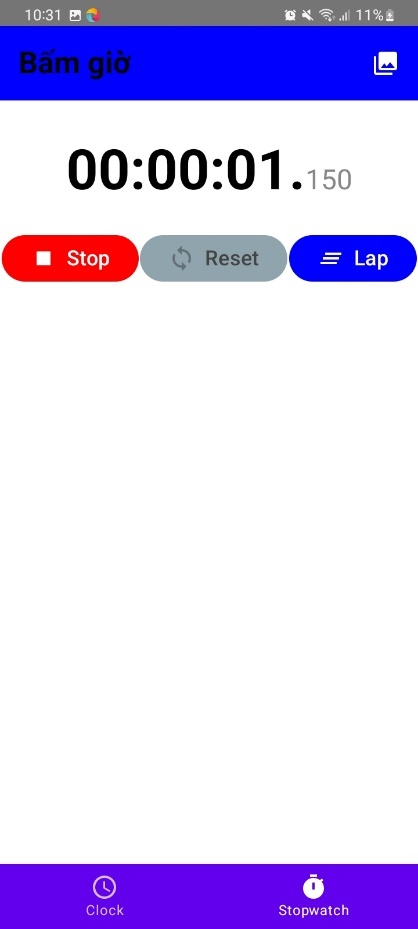 10:31 11%
Bấm giờ
00:00:01.150
Stop Reset Lap
Clock Stopwatch